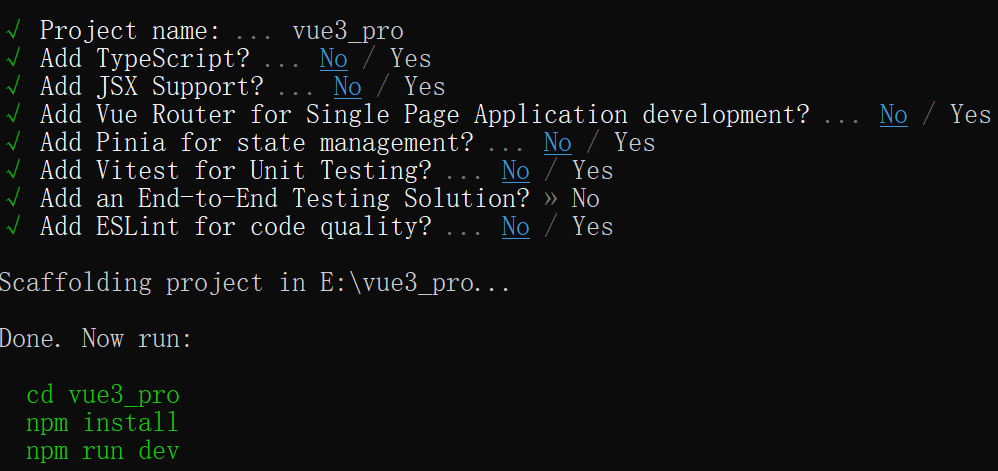 √ Project name: ... vue3_pro
√ Add TypeScript? ... No / Yes
√ Add JSX Support? ... No / Yes
√ Add Vue Router for Single Page Application development? ... No / Yes
√ Add Pinia for state management? ... No / Yes
√ Add Vitest for Unit Testing? ... No / Yes
√ Add an End-to-End Testing Solution? » No
√ Add ESLint for code quality? ... No / Yes
Scaffolding project in E:\vue3_pro...
Done. Now run:
cd vue3_pro
npm install
npm run dev